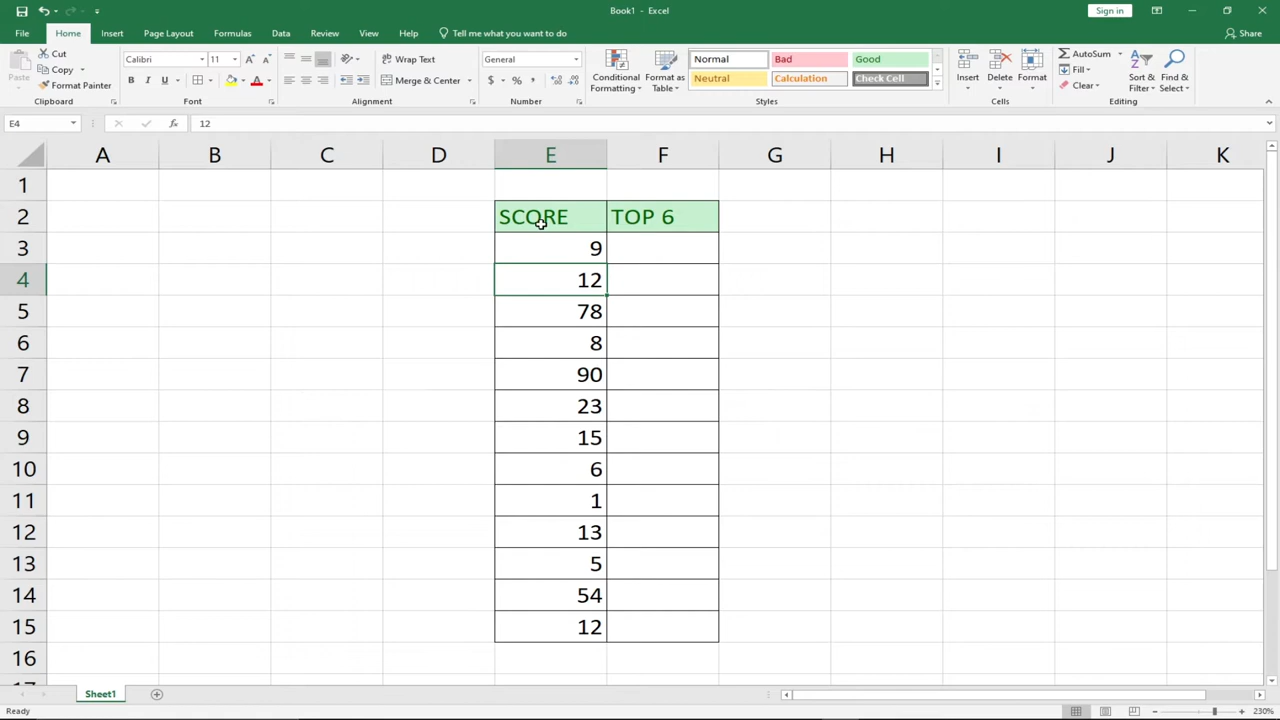 Book1 - Excel
Sign in
File Home Insert Page Layout Formulas Data Review View Help Tell me what you want to do Share
Paste Cut Copy Format Painter
Calibri 11
B I U A A A
Wrap Text
Merge & Center
General
$ % ,
Conditional Formatting
Format as Table
Normal Bad Good
Neutral Calculation Check Cell
Insert Delete Format
AutoSum
Fill
Clear
Sort & Filter
Find & Select
Clipboard Font Alignment Number Styles Cells Editing
E4 fx 12
A B C D E F G H I J K
1
2 SCORE TOP 6
3 9
4 12
5 78
6 8
7 90
8 23
9 15
10 6
11 1
12 13
13 5
14 54
15 12
16
17
Sheet1
Ready 230%